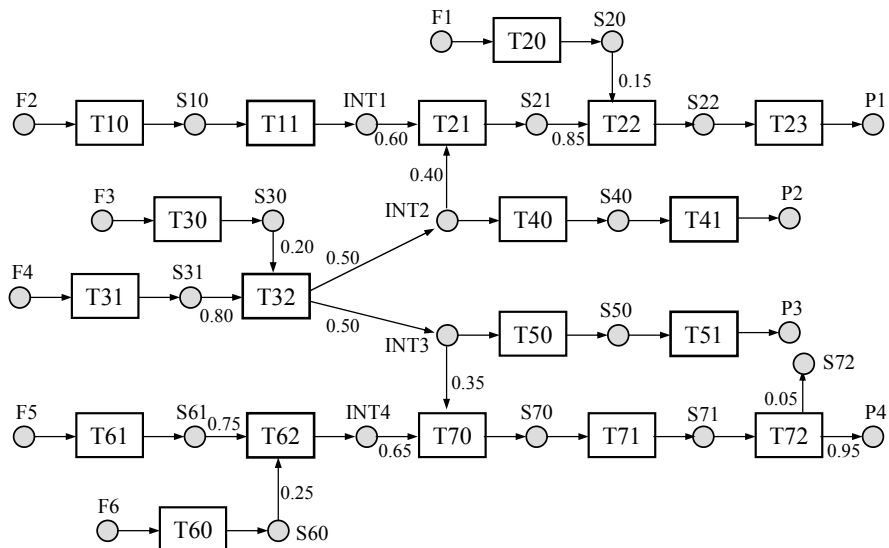 F1
S20
T20
0.15
F2
S10
INT1
S21
S22
P1
T10
T11
T21
T22
T23
0.60
0.85
0.40
F3
S30
INT2
S40
P2
T30
T40
T41
0.20
0.50
F4
S31
T31
T32
0.80
0.50
INT3
S50
P3
T50
T51
S72
0.35
0.05
F5
S61
0.75
INT4
S70
S71
P4
T61
T62
T70
T71
T72
0.65
0.95
0.25
F6
T60
S60